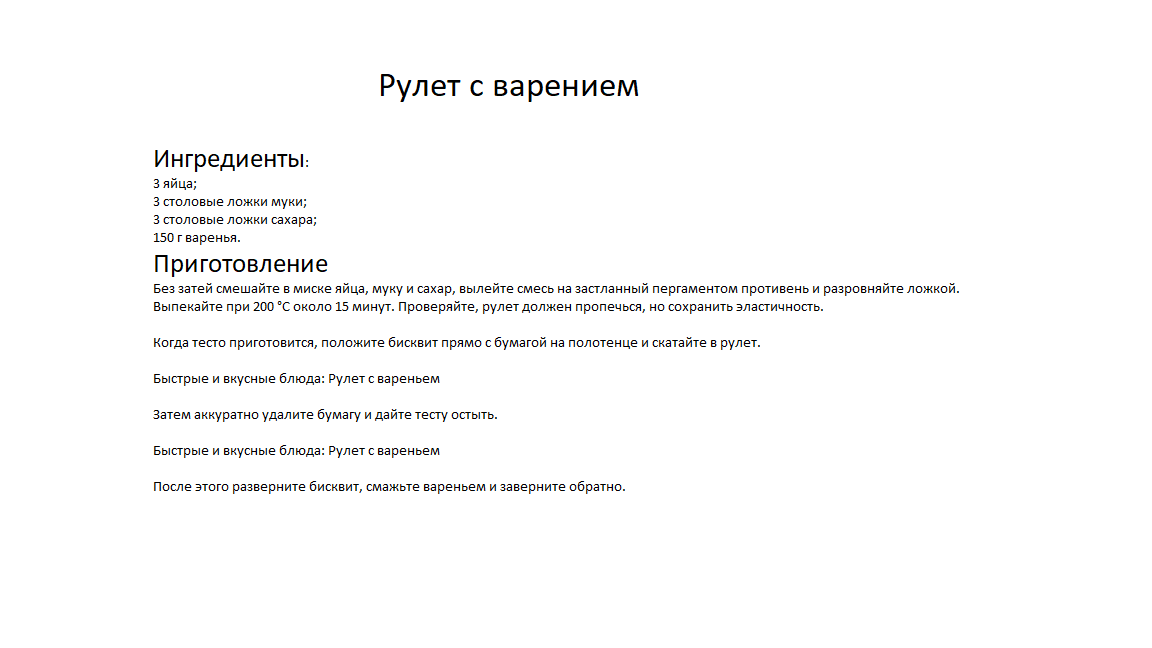 Рулет с варением
Ингредиенты:
3 яйца;
3 столовые ложки муки;
3 столовые ложки сахара;
150 г варенья.
Приготовление
Без затей смешайте в миске яйца, муку и сахар, вылейте смесь на застланный пергаментом противень и разровняйте ложкой.
Выпекайте при 200 °C около 15 минут. Проверяйте, рулет должен пропечься, но сохранить эластичность.
Когда тесто приготовится, положите бисквит прямо с бумагой на полотенце и скатайте в рулет.
Быстрые и вкусные блюда: Рулет с вареньем
Затем аккуратно удалите бумагу и дайте тесту остыть.
Быстрые и вкусные блюда: Рулет с вареньем
После этого разверните бисквит, смажьте вареньем и заверните обратно.